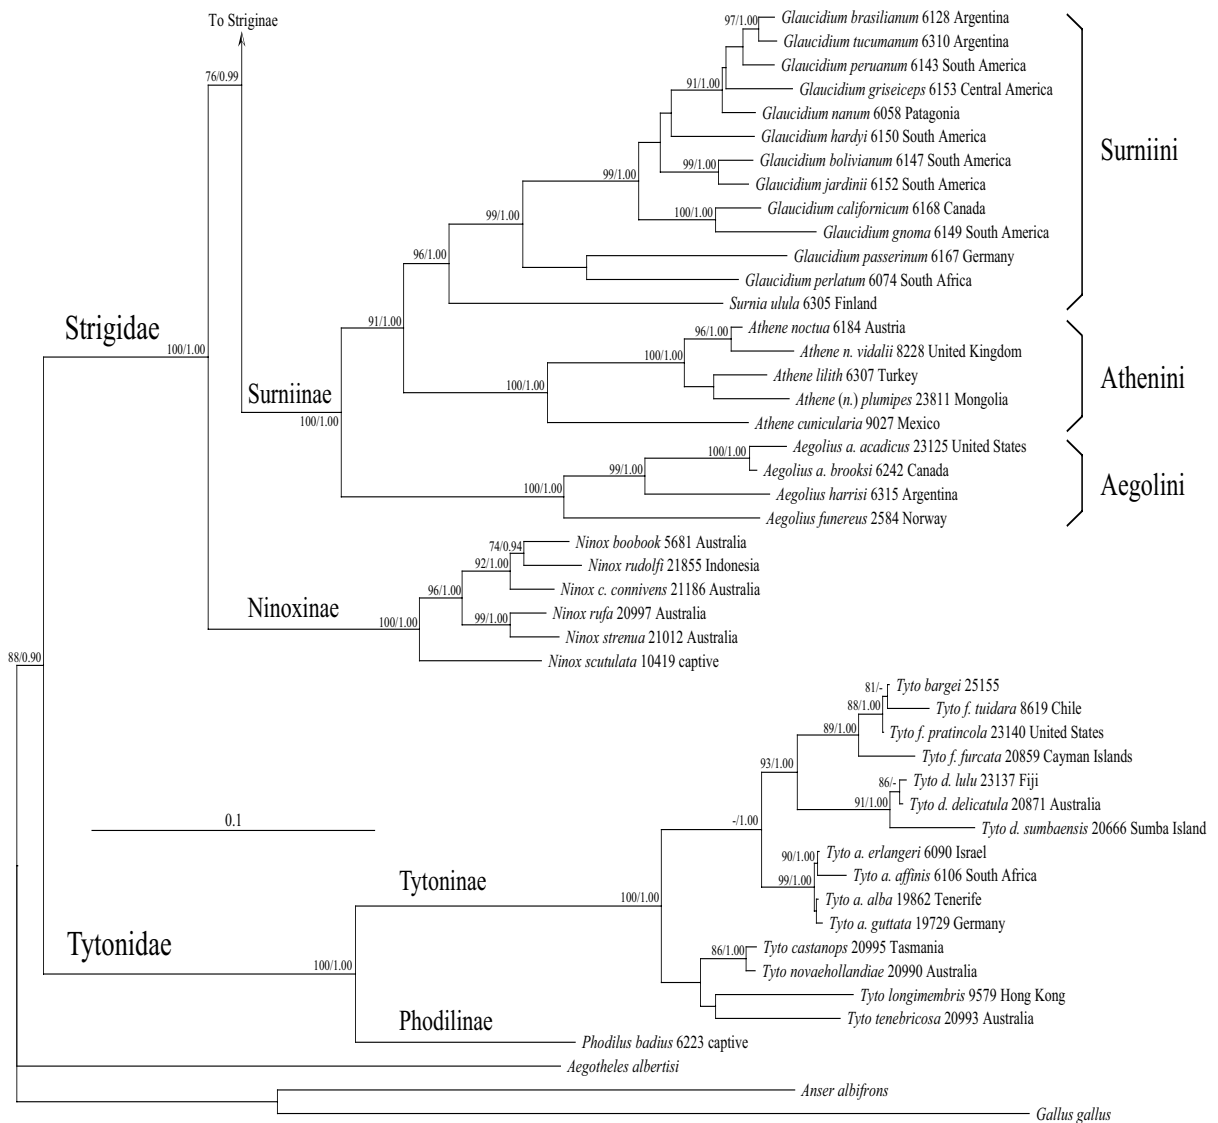 To Striginae
97/1.00
Glaucidium brasilianum 6128 Argentina
Glaucidium tucumanum 6310 Argentina
76/0.99
Glaucidium peruanum 6143 South America
91/1.00
Glaucidium griseiceps 6153 Central America
Glaucidium nanum 6058 Patagonia
Glaucidium hardyi 6150 South America
Surniini
99/1.00
Glaucidium bolivianum 6147 South America
99/1.00
Glaucidium jardinii 6152 South America
99/1.00
100/1.00
Glaucidium californicum 6168 Canada
Glaucidium gnoma 6149 South America
96/1.00
Glaucidium passerinum 6167 Germany
Glaucidium perlatum 6074 South Africa
Surnia ulula 6305 Finland
Strigidae
91/1.00
96/1.00
Athene noctua 6184 Austria
100/1.00
100/1.00
Athene n. vidalii 8228 United Kingdom
Athene lilith 6307 Turkey
Athenini
Surniinae
100/1.00
Athene (n.) plumipes 23811 Mongolia
100/1.00
Athene cunicularia 9027 Mexico
100/1.00
Aegolius a. acadicus 23125 United States
99/1.00
Aegolius a. brooksi 6242 Canada
Aegolini
100/1.00
Aegolius harrisi 6315 Argentina
Aegolius funereus 2584 Norway
74/0.94
Ninox boobook 5681 Australia
92/1.00
Ninox rudolfi 21855 Indonesia
96/1.00
Ninox c. connivens 21186 Australia
Ninoxinae
100/1.00
99/1.00
Ninox rufa 20997 Australia
Ninox strenua 21012 Australia
88/0.90
Ninox scutulata 10419 captive
81/-
Tyto bargei 25155
88/1.00
Tyto f. tuidara 8619 Chile
89/1.00
Tyto f. pratincola 23140 United States
Tyto f. furcata 20859 Cayman Islands
93/1.00
86/-
Tyto d. lulu 23137 Fiji
91/1.00
Tyto d. delicatula 20871 Australia
0.1
-/1.00
Tyto d. sumbaensis 20666 Sumba Island
90/1.00
Tyto a. erlangeri 6090 Israel
Tytoninae
99/1.00
Tyto a. affinis 6106 South Africa
100/1.00
Tyto a. alba 19862 Tenerife
Tyto a. guttata 19729 Germany
Tytonidae
86/1.00
Tyto castanops 20995 Tasmania
100/1.00
Tyto novaehollandiae 20990 Australia
Tyto longimembris 9579 Hong Kong
Phodilinae
Tyto tenebricosa 20993 Australia
Phodilus badius 6223 captive
Aegotheles albertisi
Anser albifrons
Gallus gallus